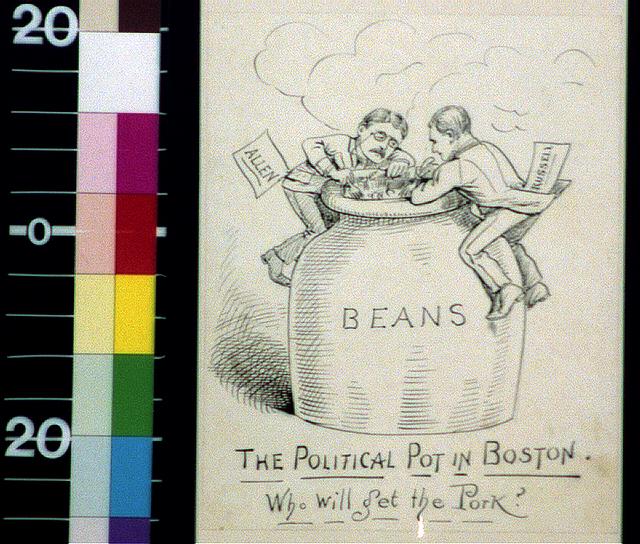 20
0
20
ALLEN
RUSSELL
BEANS
THE POLITICAL POT IN BOSTON.
Who will get the Pork?